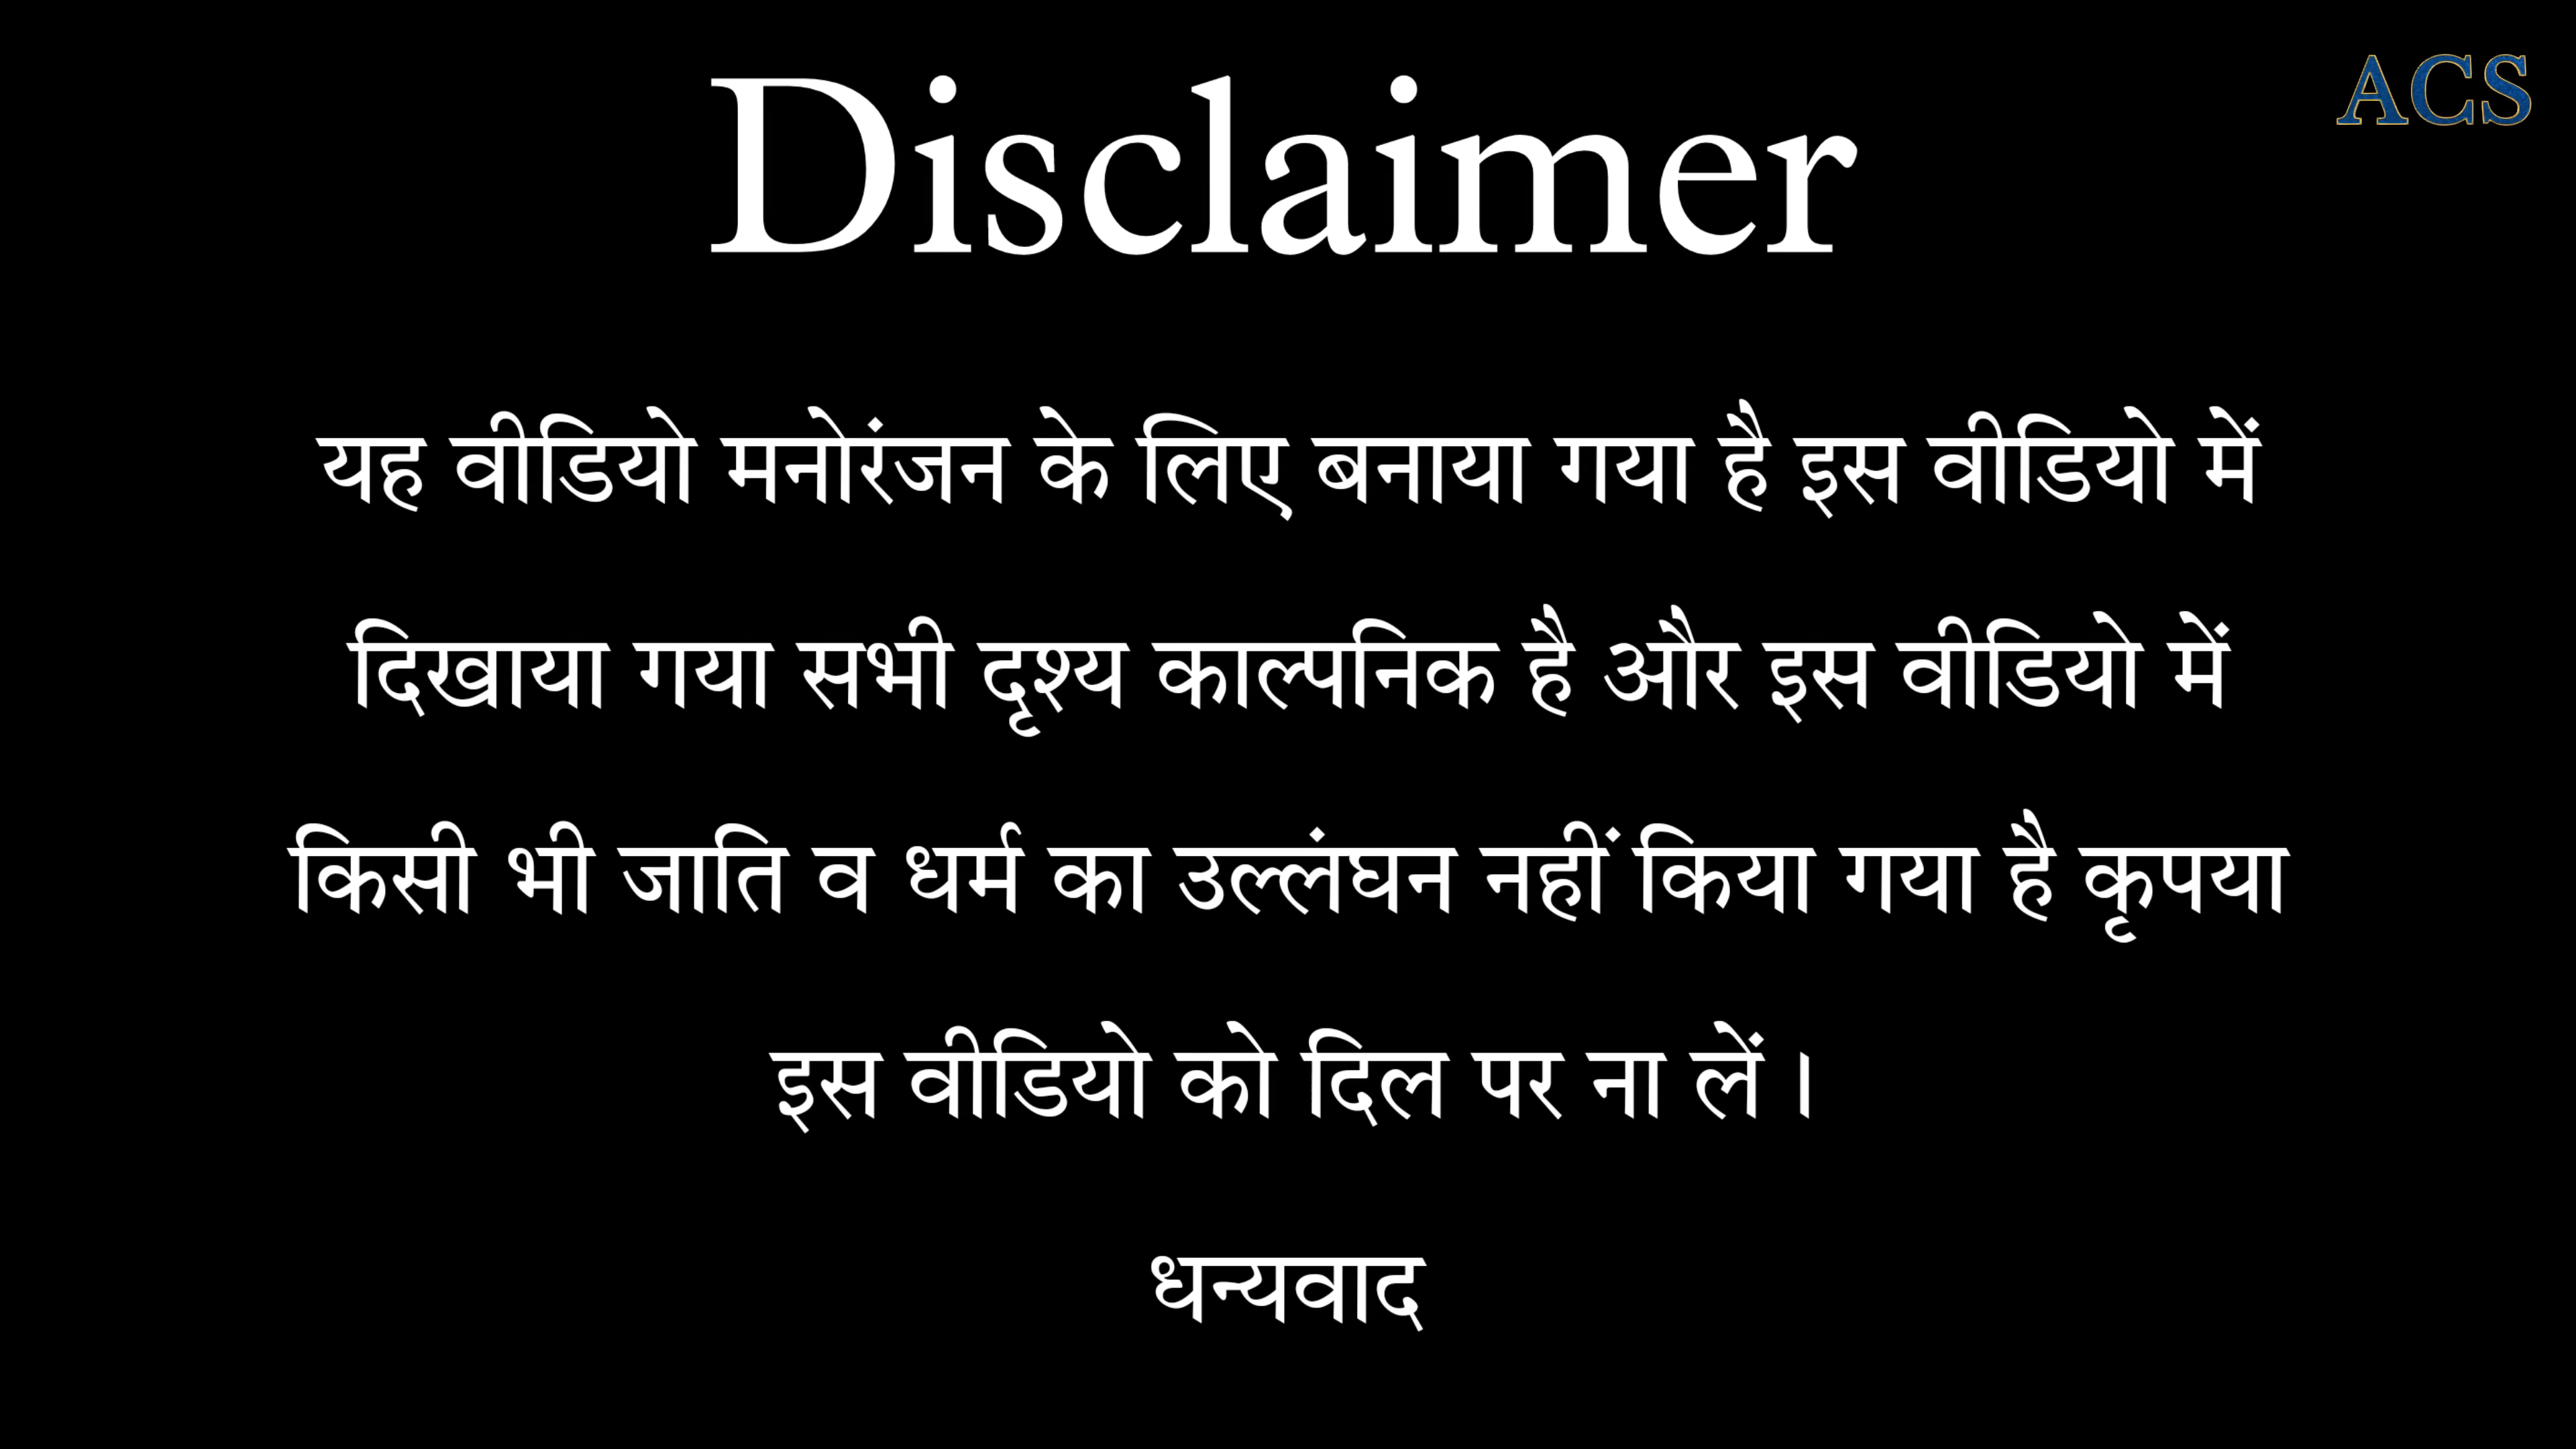 Disclaimer
ACS
यह वीडियो मनोरंजन के लिए बनाया गया है इस वीडियो में
दिखाया गया सभी दृश्य काल्पनिक है और इस वीडियो में
किसी भी जाति व धर्म का उल्लंघन नहीं किया गया है कृपया
इस वीडियो को दिल पर ना लें।
धन्यवाद